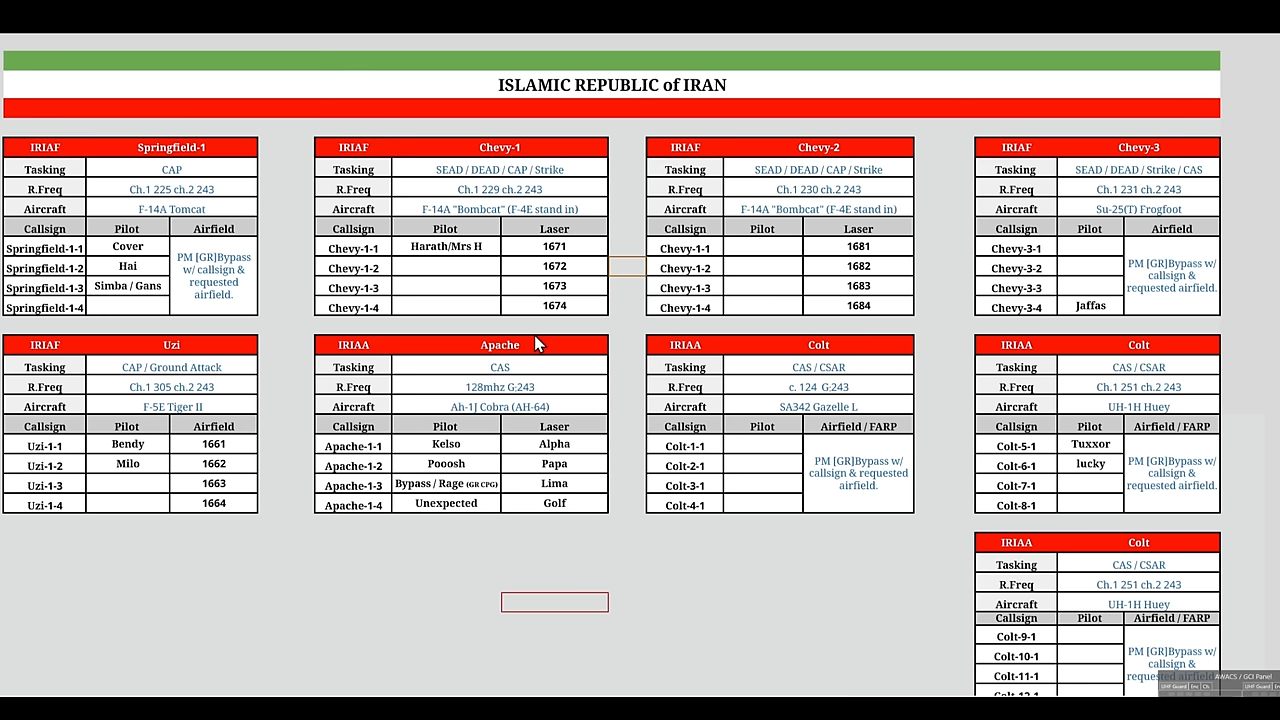 ISLAMIC REPUBLIC of IRAN
IRIAF Springfield-1
Tasking CAP
R.Freq Ch.1 225 ch.2 243
Aircraft F-14A Tomcat
Callsign Pilot Airfield
Springfield-1-1 Cover
Springfield-1-2 Hai
Springfield-1-3 Simba / Gans
Springfield-1-4
PM [GR]Bypass
w/ callsign &
requested
airfield.
IRIAF Chevy-1
Tasking SEAD / DEAD / CAP / Strike
R.Freq Ch.1 229 ch.2 243
Aircraft F-14A "Bombcat" (F-4E stand in)
Callsign Pilot Laser
Chevy-1-1 Harath/Mrs H 1671
Chevy-1-2 1672
Chevy-1-3 1673
Chevy-1-4 1674
IRIAF Chevy-2
Tasking SEAD / DEAD / CAP / Strike
R.Freq Ch.1 230 ch.2 243
Aircraft F-14A "Bombcat" (F-4E stand in)
Callsign Pilot Laser
Chevy-1-1 1681
Chevy-1-2 1682
Chevy-1-3 1683
Chevy-1-4 1684
IRIAF Chevy-3
Tasking SEAD / DEAD / Strike / CAS
R.Freq Ch.1 231 ch.2 243
Aircraft Su-25(T) Frogfoot
Callsign Pilot Airfield
Chevy-3-1
Chevy-3-2
Chevy-3-3
Chevy-3-4 Jaffas
PM [GR]Bypass w/
callsign &
requested airfield.
IRIAF Uzi
Tasking CAP / Ground Attack
R.Freq Ch.1 305 ch.2 243
Aircraft F-5E Tiger II
Callsign Pilot Airfield
Uzi-1-1 Bendy 1661
Uzi-1-2 Milo 1662
Uzi-1-3 1663
Uzi-1-4 1664
IRIAA Apache
Tasking CAS
R.Freq 128mhz G:243
Aircraft Ah-1J Cobra (AH-64)
Callsign Pilot Laser
Apache-1-1 Kelso Alpha
Apache-1-2 Pooosh Papa
Apache-1-3 Bypass / Rage (GR CPG) Lima
Apache-1-4 Unexpected Golf
IRIAA Colt
Tasking CAS / CSAR
R.Freq c. 124 G:243
Aircraft SA342 Gazelle L
Callsign Pilot Airfield / FARP
Colt-1-1
Colt-2-1
Colt-3-1
Colt-4-1
PM [GR]Bypass w/
callsign & requested
airfield.
IRIAA Colt
Tasking CAS / CSAR
R.Freq Ch.1 251 ch.2 243
Aircraft UH-1H Huey
Callsign Pilot Airfield / FARP
Colt-5-1 Tuxxor
Colt-6-1 lucky
Colt-7-1
Colt-8-1
PM [GR]Bypass w/
callsign &
requested airfield.
IRIAA Colt
Tasking CAS / CSAR
R.Freq Ch.1 251 ch.2 243
Aircraft UH-1H Huey
Callsign Pilot Airfield / FARP
Colt-9-1
Colt-10-1
Colt-11-1
PM [GR]Bypass w/
callsign &
AWACS / GCI Panel
UHF Guard Enc Ch UHF Guard